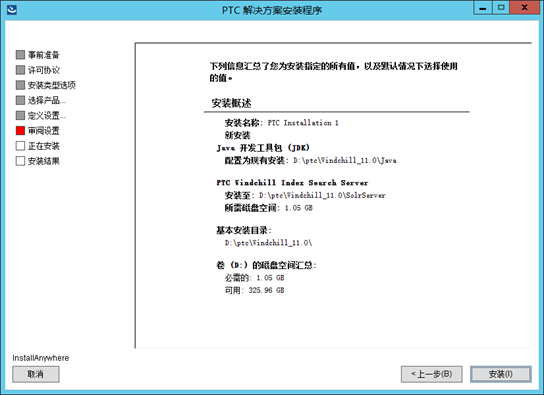 PTC 解决方案安装程序
事前准备
许可协议
安装类型选项
选择产品...
定义设置...
审阅设置
正在安装
安装结果
下列信息汇总了您为安装指定的所有值，以及默认情况下选择使用
的值。
安装概述
安装名称: PTC Installation 1
新安装
Java 开发工具包 (JDK)
配置为现有安装: D:\ptc\Windchill_11.0\Java
PTC Windchill Index Search Server
安装至: D:\ptc\Windchill_11.0\SolrServer
所需磁盘空间: 1.05 GB
基本安装目录:
D:\ptc\Windchill_11.0\
卷 (D:) 的磁盘空间汇总:
必需的: 1.05 GB
可用: 325.96 GB
InstallAnywhere
取消
<上一步(B)
安装(I)